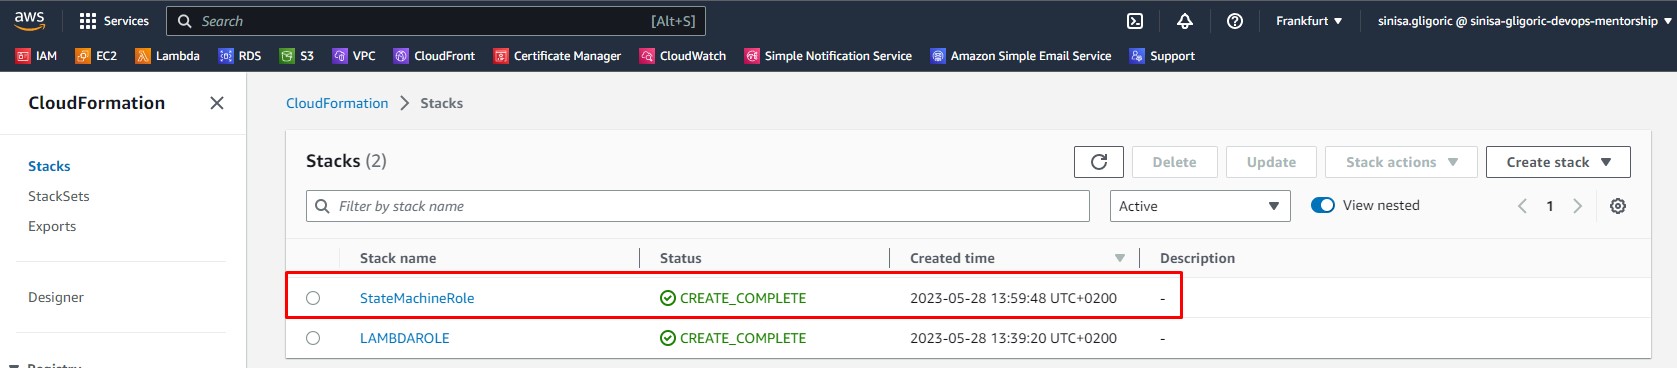 aws Services Search [Alt+S] Frankfurt sinisa.gligoric @ sinisa-gligoric-devops-mentorship
IAM EC2 Lambda RDS S3 VPC CloudFront Certificate Manager CloudWatch Simple Notification Service Amazon Simple Email Service Support
CloudFormation
Stacks
StackSets
Exports
Designer
Registry
CloudFormation > Stacks
Stacks (2) Delete Update Stack actions Create stack
Filter by stack name Active View nested 1
Stack name Status Created time Description
StateMachineRole CREATE_COMPLETE 2023-05-28 13:59:48 UTC+0200 -
LAMBDAROLE CREATE_COMPLETE 2023-05-28 13:39:20 UTC+0200 -